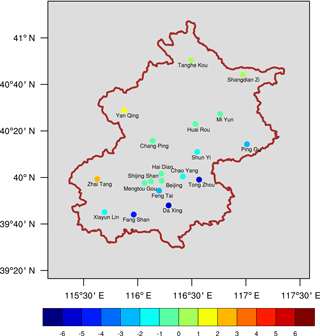 41° N
Tanghe Kou
Shangdian Zi
40°40' N
Yan Qing
Mi Yun
Huai Rou
40°20' N
Chang Ping
Ping Gu
Shun Yi
Hai Dian
Chao Yang
Shijing Shan
40° N
Zhai Tang
Mentougou
Beijing
Tong Zhou
Feng Tai
Da Xing
Xiayun Lin
Fang Shan
39°40' N
39°20' N
115°30' E
116° E
116°30' E
117° E
117°30' E
-6 -5 -4 -3 -2 -1 0 1 2 3 4 5 6